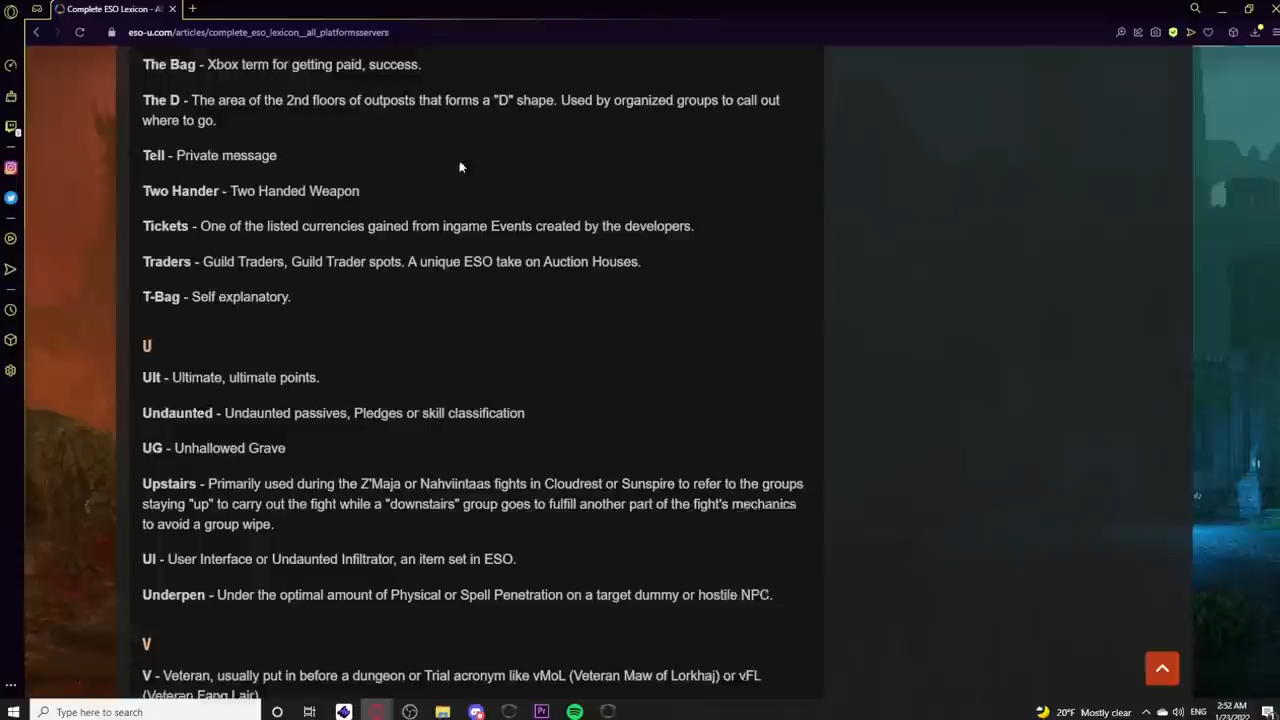 Complete ESO Lexicon - Al
eso-u.com/articles/complete_eso_lexicon__all_platformsservers
The Bag - Xbox term for getting paid, success.
The D - The area of the 2nd floors of outposts that forms a "D" shape. Used by organized groups to call out
where to go.
Tell - Private message
Two Hander - Two Handed Weapon
Tickets - One of the listed currencies gained from ingame Events created by the developers.
Traders - Guild Traders, Guild Trader spots. A unique ESO take on Auction Houses.
T-Bag - Self explanatory.
U
Ult - Ultimate, ultimate points.
Undaunted - Undaunted passives, Pledges or skill classification
UG - Unhallowed Grave
Upstairs - Primarily used during the Z'Maja or Nahviintaas fights in Cloudrest or Sunspire to refer to the groups
staying "up" to carry out the fight while a "downstairs" group goes to fulfill another part of the fight's mechanics
to avoid a group wipe.
UI - User Interface or Undaunted Infiltrator, an item set in ESO.
Underpen - Under the optimal amount of Physical or Spell Penetration on a target dummy or hostile NPC.
V
V - Veteran, usually put in before a dungeon or Trial acronym like vMoL (Veteran Maw of Lorkhaj) or vFL
(Veteran Fang Lair)
Type here to search
Pr
20°F Mostly clear
ENG
2:52 AM
1/23/2022